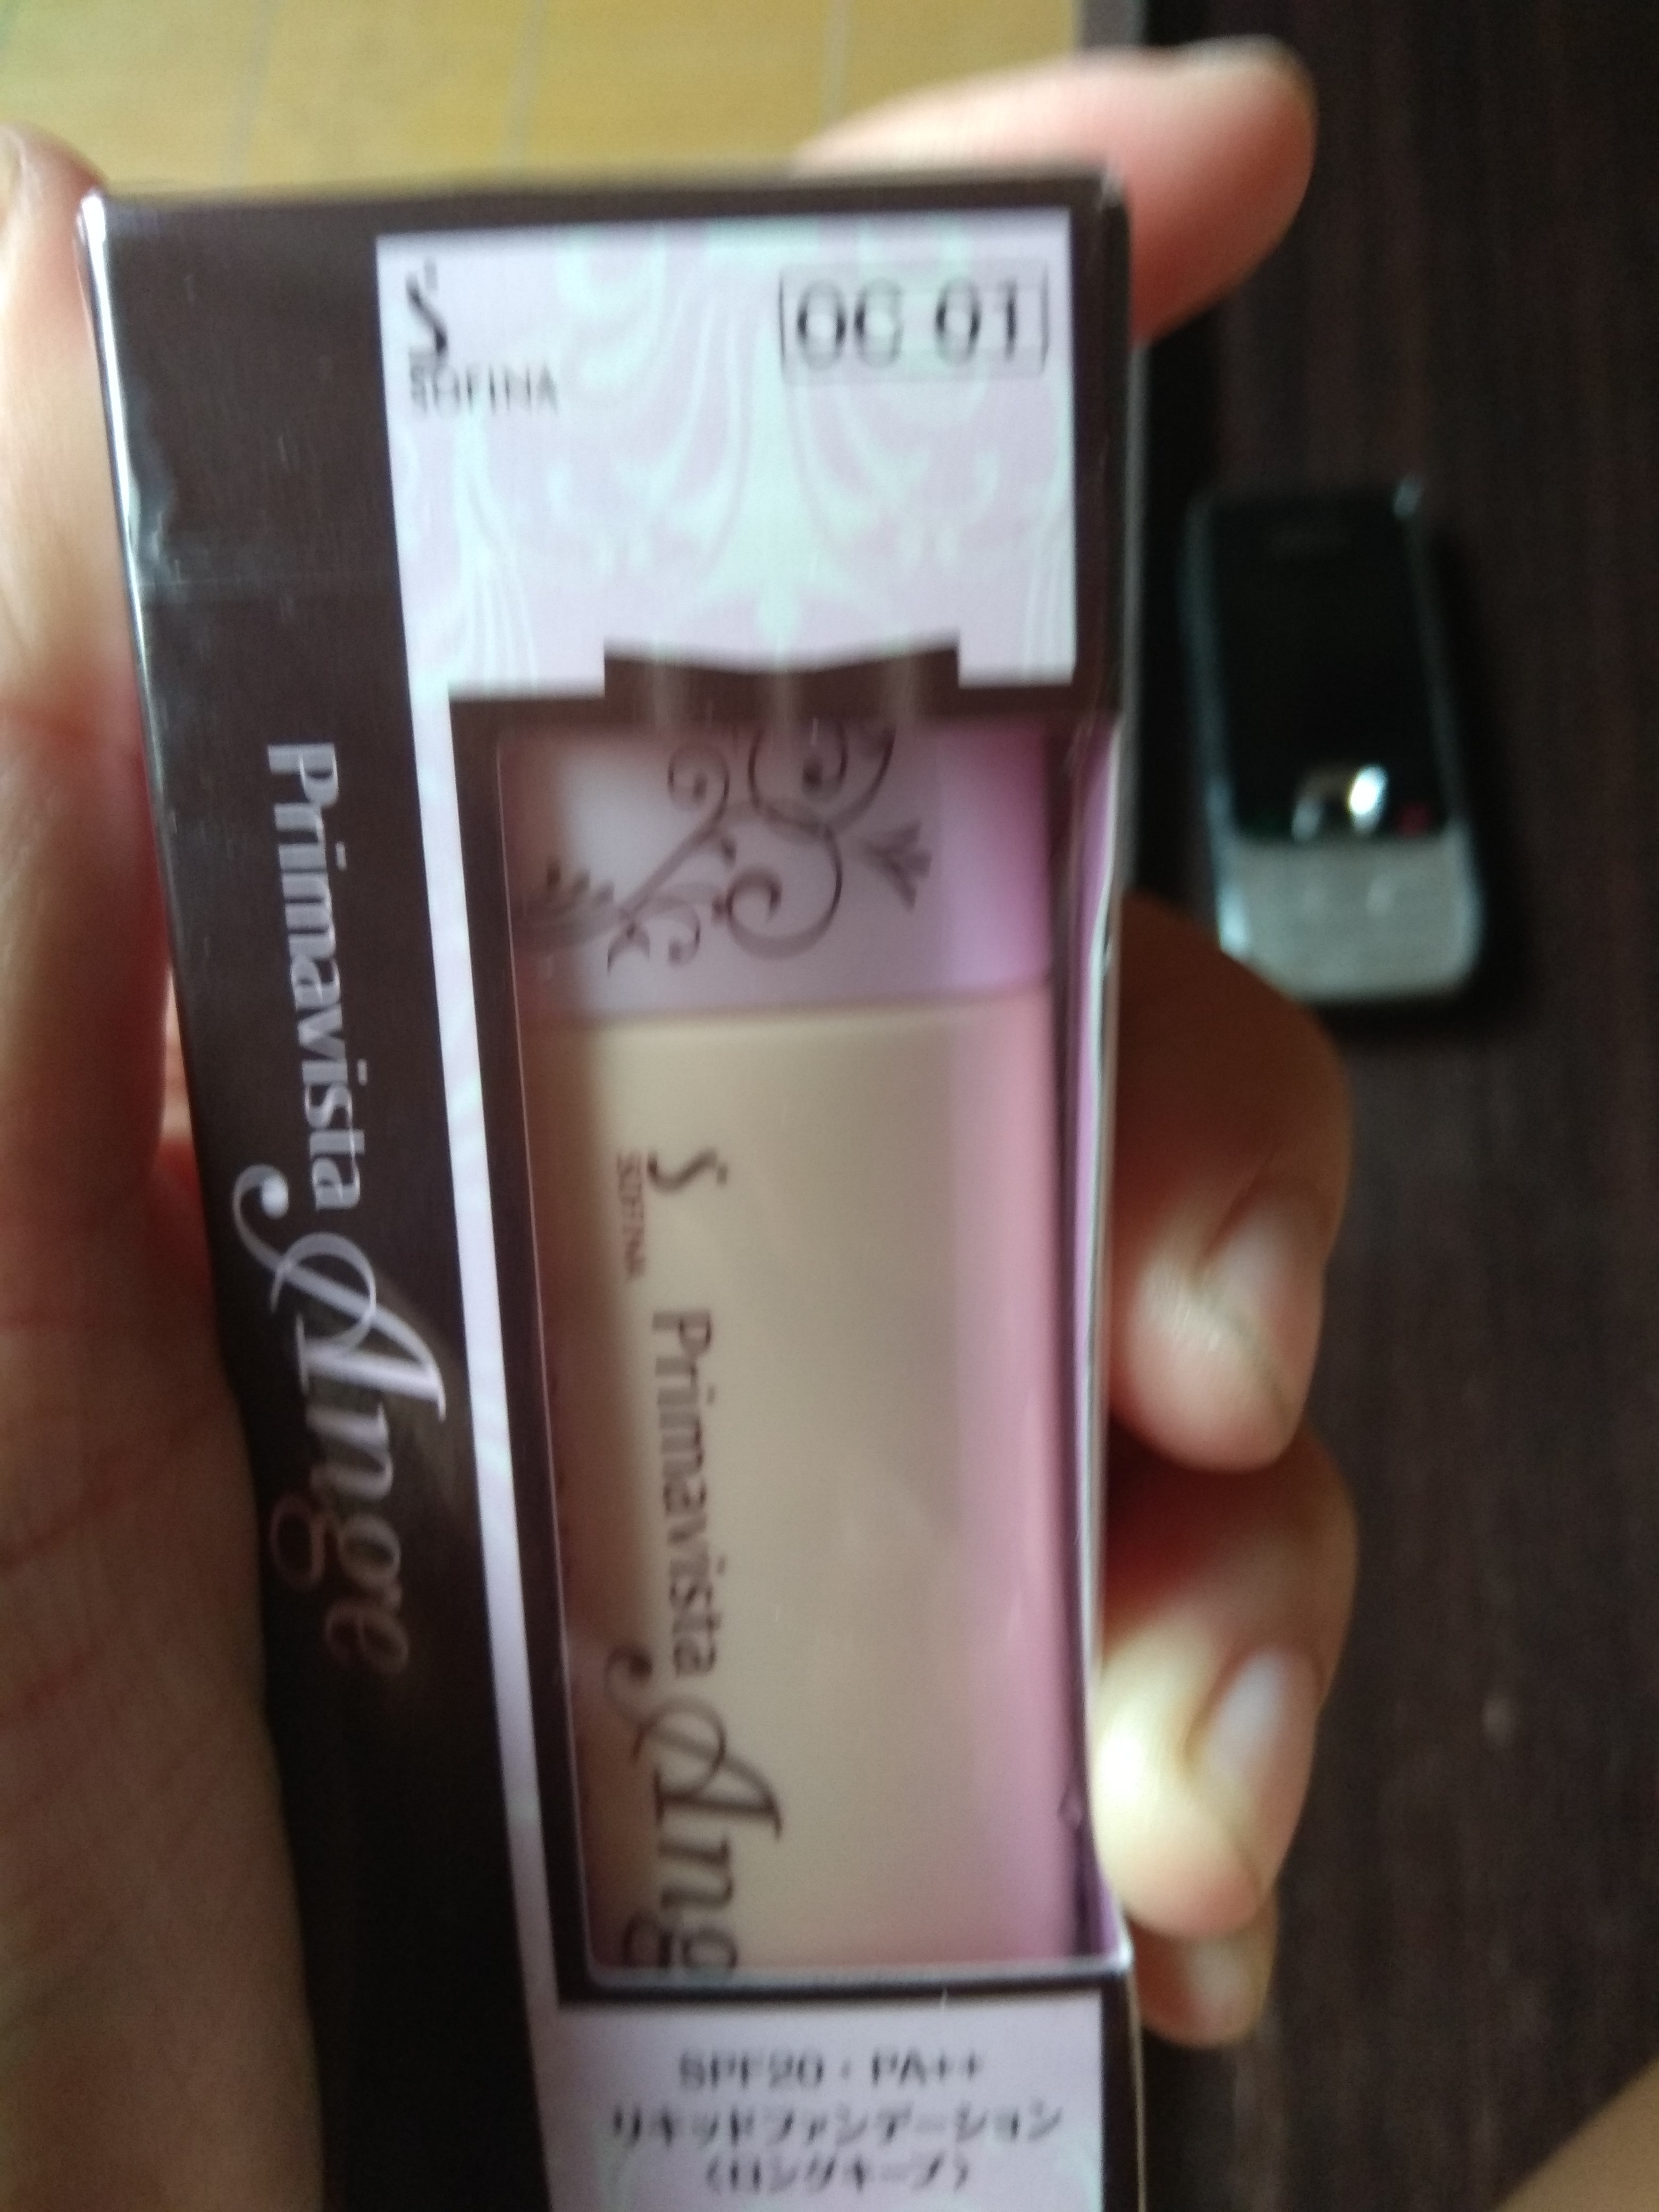 S
SOFINA
OC 01
Primavista Ange
S
SOFINA
Primavista Ange
SPF20・PA++
リキッドファンデーション
(ロングキープ)